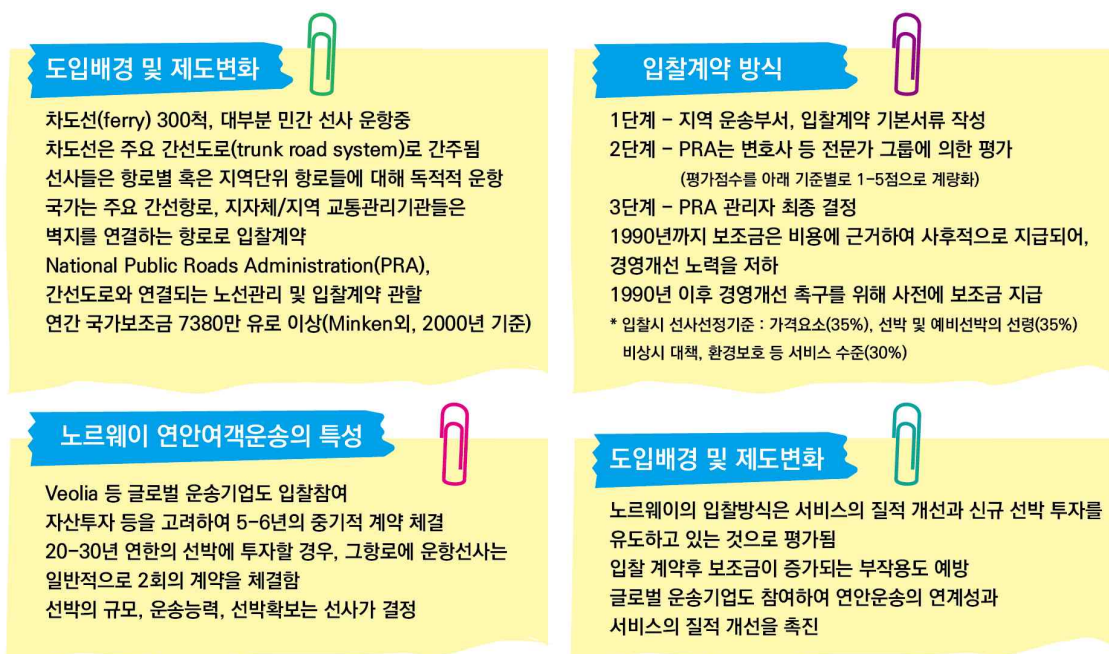 도입배경 및 제도변화
차도선(ferry) 300척, 대부분 민간 선사 운항중
차도선은 주요 간선도로(trunk road system)로 간주됨
선사들은 항로별 혹은 지역단위 항로들에 대해 독적적 운항
국가는 주요 간선항로, 지자체/지역 교통관리기관들은
벽지를 연결하는 항로로 입찰계약
National Public Roads Administration(PRA),
간선도로와 연결되는 노선관리 및 입찰계약 관할
연간 국가보조금 7380만 유로 이상(Minken외, 2000년 기준)
입찰계약 방식
1단계 - 지역 운송부서, 입찰계약 기본서류 작성
2단계 - PRA는 변호사 등 전문가 그룹에 의한 평가
(평가점수를 아래 기준별로 1-5점으로 계량화)
3단계 - PRA 관리자 최종 결정
1990년까지 보조금은 비용에 근거하여 사후적으로 지급되어,
경영개선 노력을 저하
1990년 이후 경영개선 촉구를 위해 사전에 보조금 지급
* 입찰시 선사선정기준 : 가격요소(35%), 선박 및 예비선박의 선령(35%)
비상시 대책, 환경보호 등 서비스 수준(30%)
노르웨이 연안여객운송의 특성
Veolia 등 글로벌 운송기업도 입찰참여
자산투자 등을 고려하여 5-6년의 중기적 계약 체결
20-30년 연한의 선박에 투자할 경우, 그항로에 운항선사는
일반적으로 2회의 계약을 체결함
선박의 규모, 운송능력, 선박확보는 선사가 결정
도입배경 및 제도변화
노르웨이의 입찰방식은 서비스의 질적 개선과 신규 선박 투자를
유도하고 있는 것으로 평가됨
입찰 계약후 보조금이 증가되는 부작용도 예방
글로벌 운송기업도 참여하여 연안운송의 연계성과
서비스의 질적 개선을 촉진